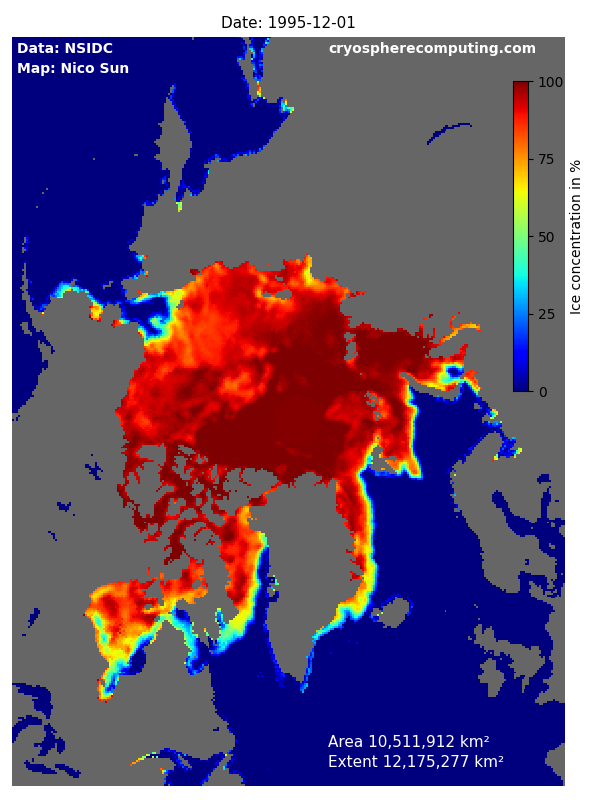 Date: 1995-12-01
Data: NSIDC
Map: Nico Sun
cryospherecomputing.com
100
75
50
25
0
Ice concentration in %
Area 10,511,912 km²
Extent 12,175,277 km²